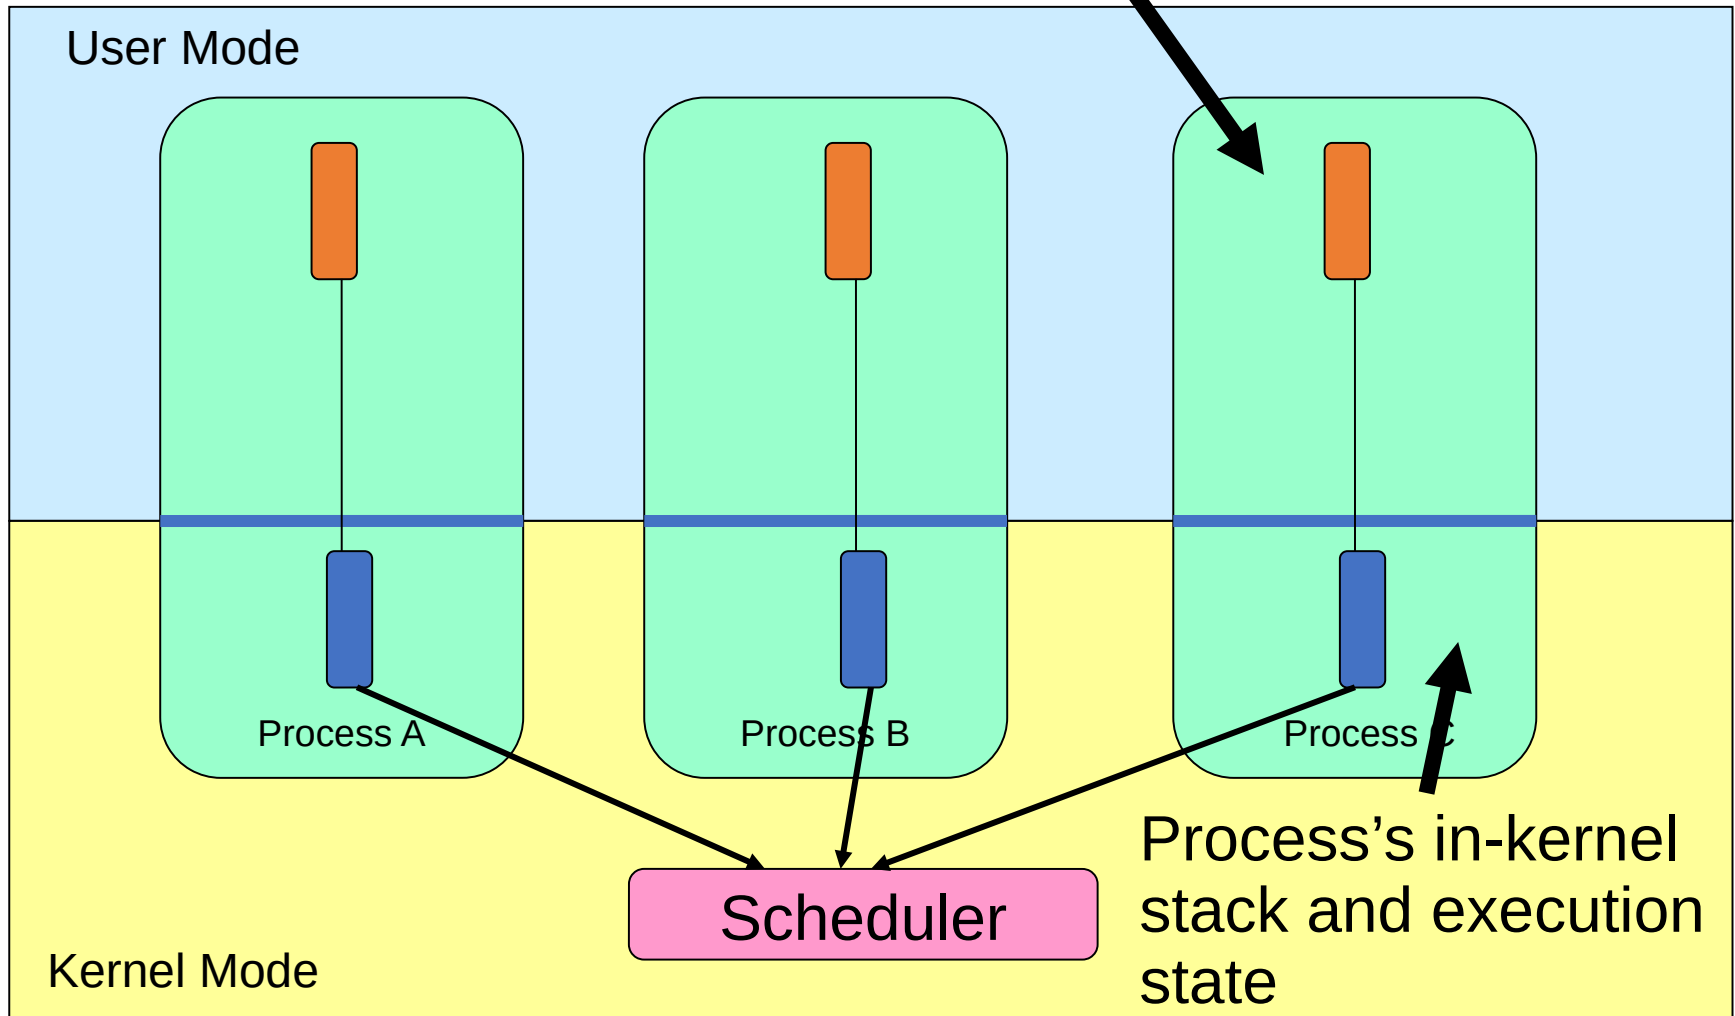 User Mode
Process A
Process B
Process C
Process’s in-kernel
stack and execution
state
Scheduler
Kernel Mode